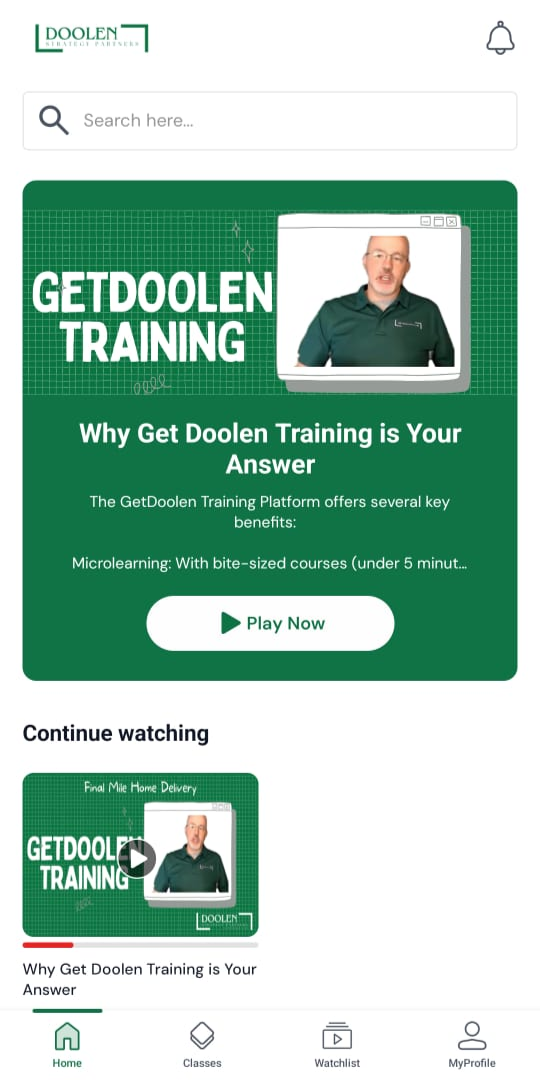 DOOLEN
STRATEGY PARTNERS
Search here...
GETDOOLEN
TRAINING
Why Get Doolen Training is Your
Answer
The GetDoolen Training Platform offers several key
benefits:
Microlearning: With bite-sized courses (under 5 minut...
Play Now
Continue watching
Final Mile Home Delivery
GETDOOLEN
TRAINING
DOOLEN
Why Get Doolen Training is Your
Answer
Home
Classes
Watchlist
MyProfile